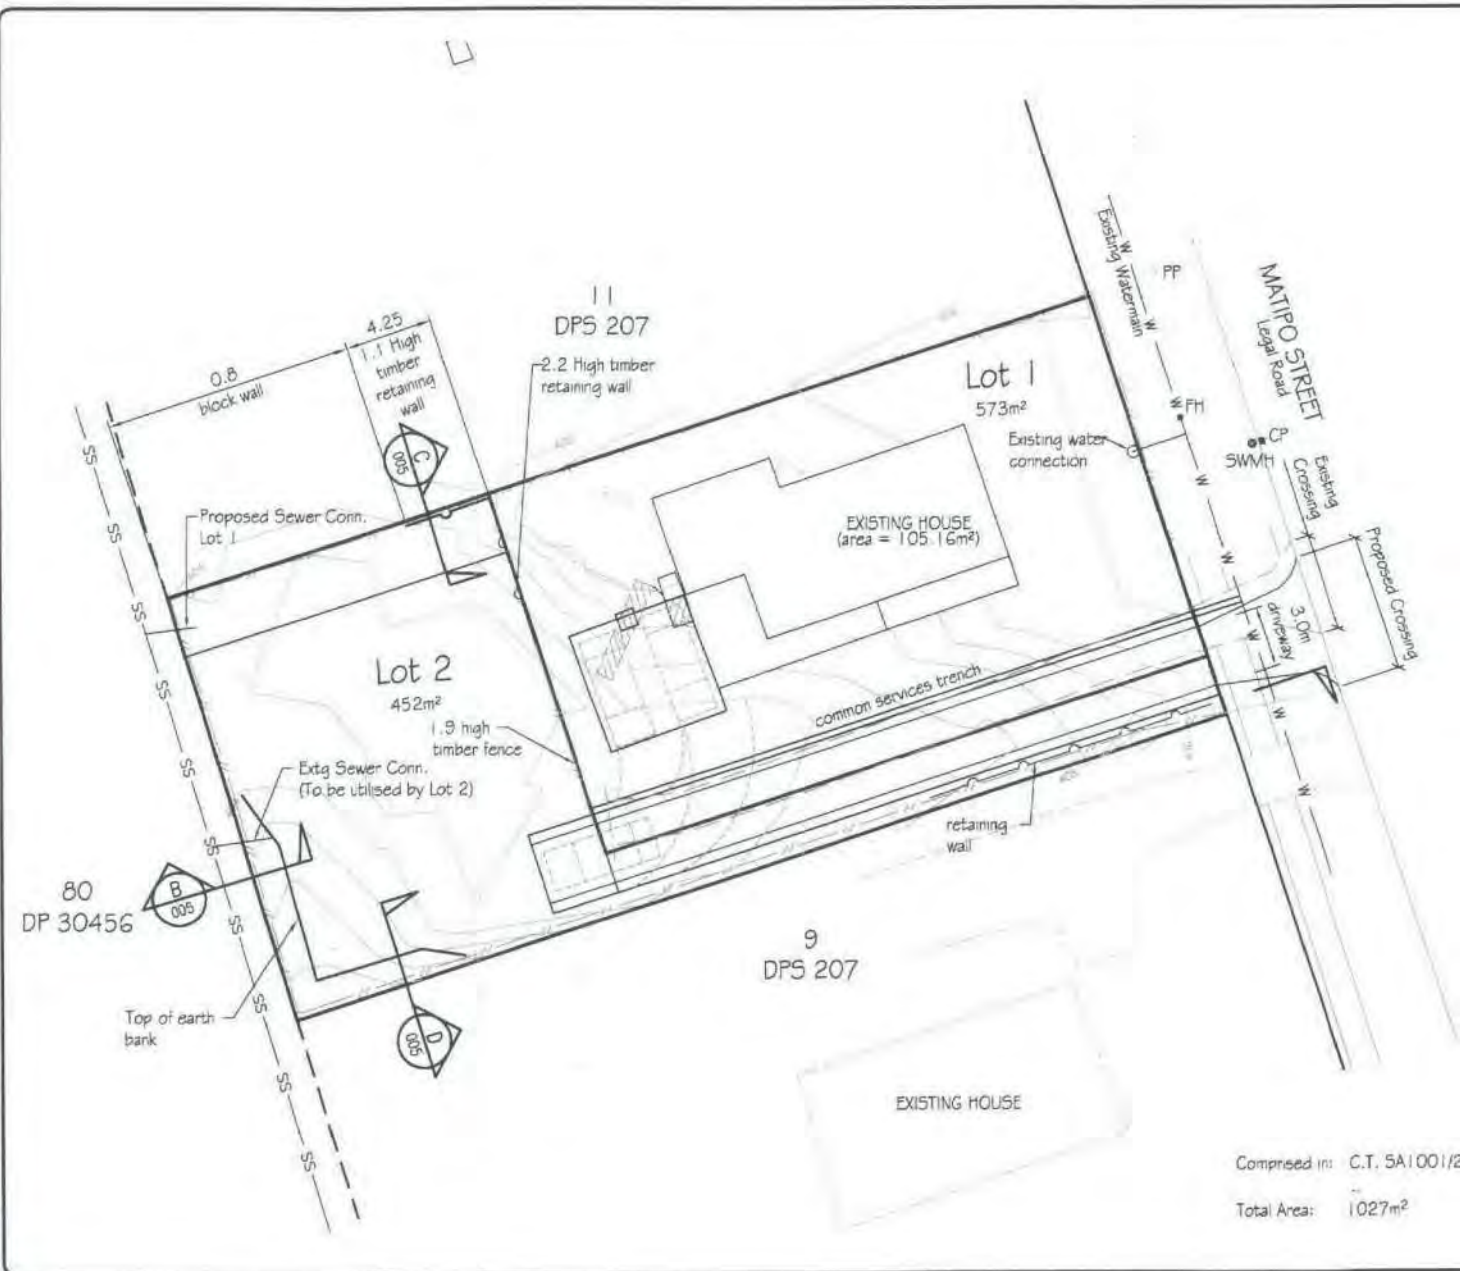 11
DPS 207
4.25
1.1 High
timber
retaining
wall
0.8
block wall
2.2 High timber
retaining wall
Lot 1
573m²
Existing Watermain
W
W
W
W
W
W
W
W
PP
MATIPO STREET
Legal Road
FH
CP
SWMH
Existing
Crossing
Existing water
connection
Proposed Crossing
3.0m
driveway
C
005
EXISTING HOUSE
(area = 105.16m²)
Proposed Sewer Conn.
Lot 1
SS
SS
SS
SS
SS
SS
SS
SS
SS
SS
Lot 2
452m²
1.9 high
timber fence
common services trench
Extg Sewer Conn.
(To be utilised by Lot 2)
retaining
wall
B
005
80
DP 30456
9
DPS 207
Top of earth
bank
D
005
EXISTING HOUSE
Comprised in: C.T. SA1001/2
Total Area: 1027m²